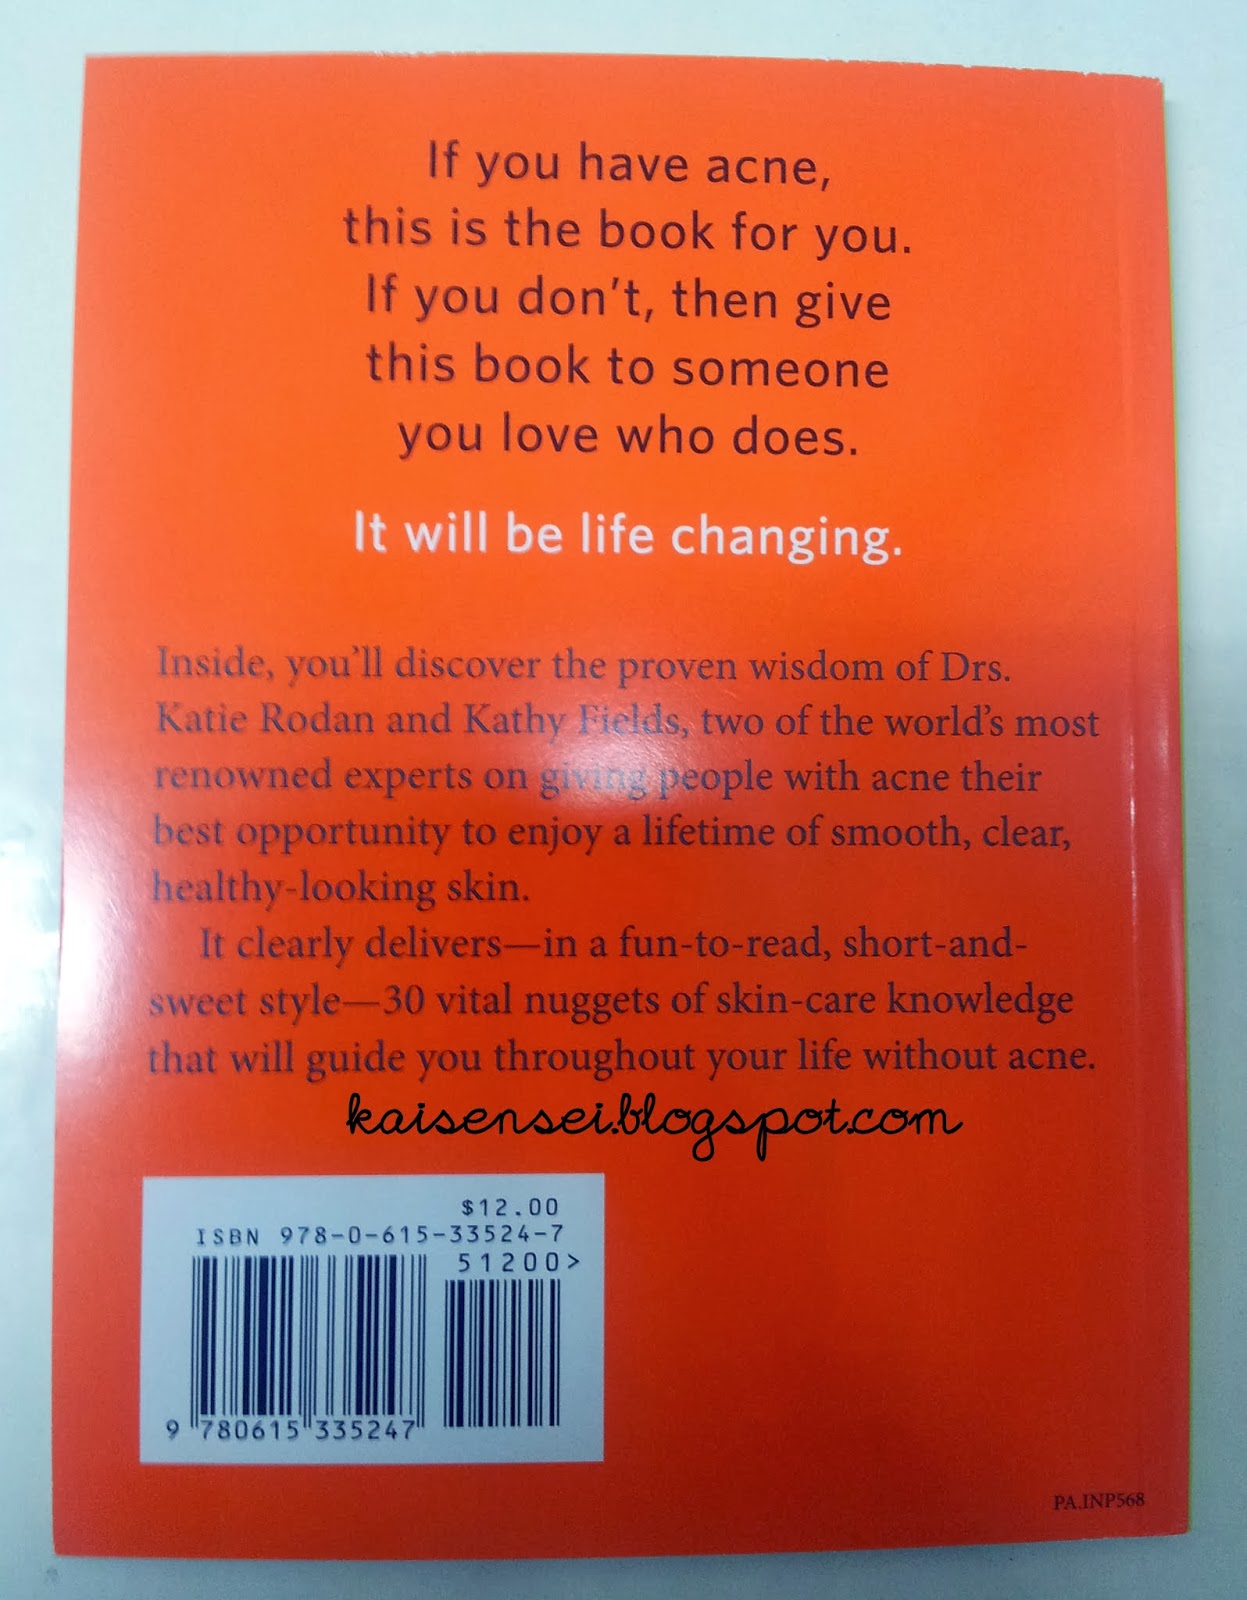 If you have acne,
this is the book for you.
If you don't, then give
this book to someone
you love who does.
It will be life changing.
Inside, you'll discover the proven wisdom of Drs.
Katie Rodan and Kathy Fields, two of the world's most
renowned experts on giving people with acne their
best opportunity to enjoy a lifetime of smooth, clear,
healthy-looking skin.
It clearly delivers—in a fun-to-read, short-and-
sweet style—30 vital nuggets of skin-care knowledge
that will guide you throughout your life without acne.
kaisensei.blogspot.com
$12.00
ISBN 978-0-615-33524-7
51200>
9 780615 335247
PA.INP568